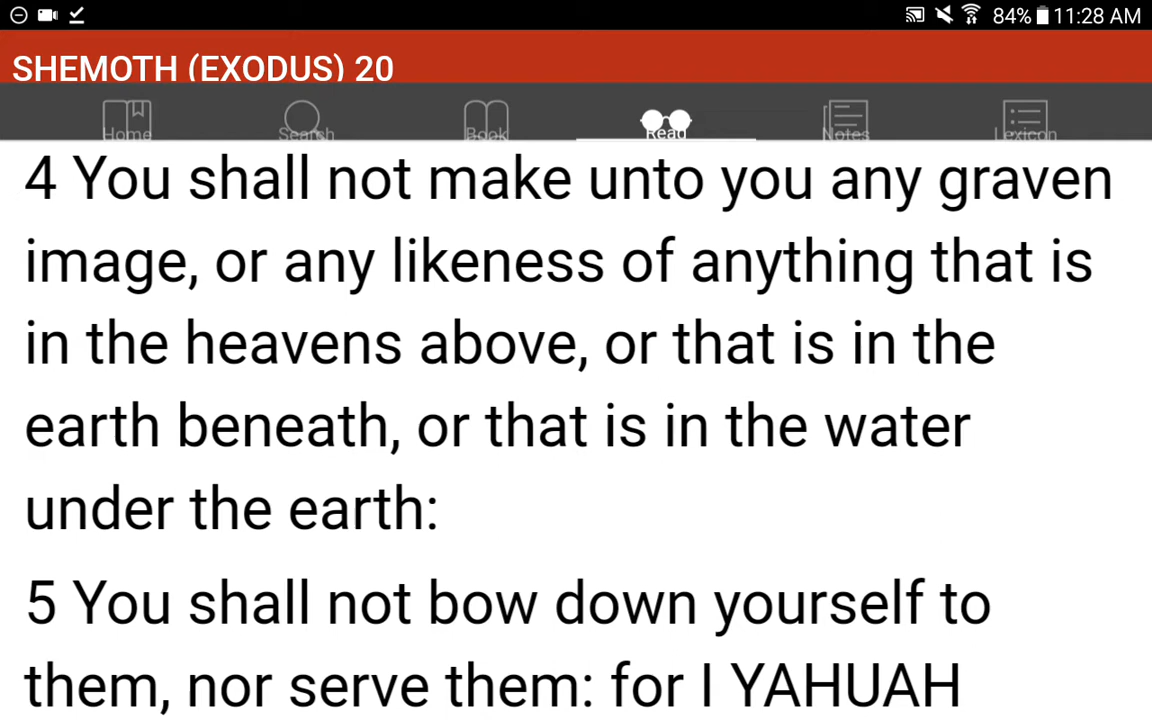 84% 11:28 AM
SHEMOTH (EXODUS) 20
Home Search Book Read Notes Lexicon
4 You shall not make unto you any graven
image, or any likeness of anything that is
in the heavens above, or that is in the
earth beneath, or that is in the water
under the earth:
5 You shall not bow down yourself to
them, nor serve them: for I YAHUAH